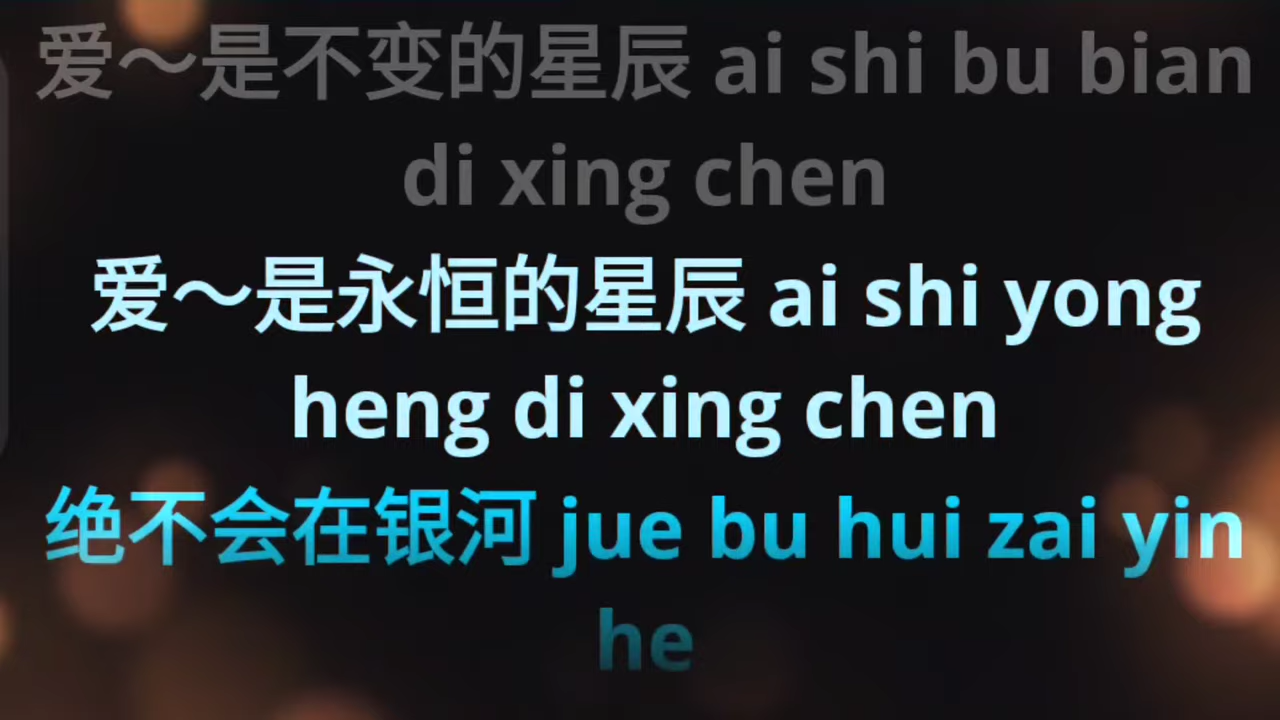 爱～是不变的星辰 ai shi bu bian
di xing chen
爱～是永恒的星辰 ai shi yong
heng di xing chen
绝不会在银河 jue bu hui zai yin
he